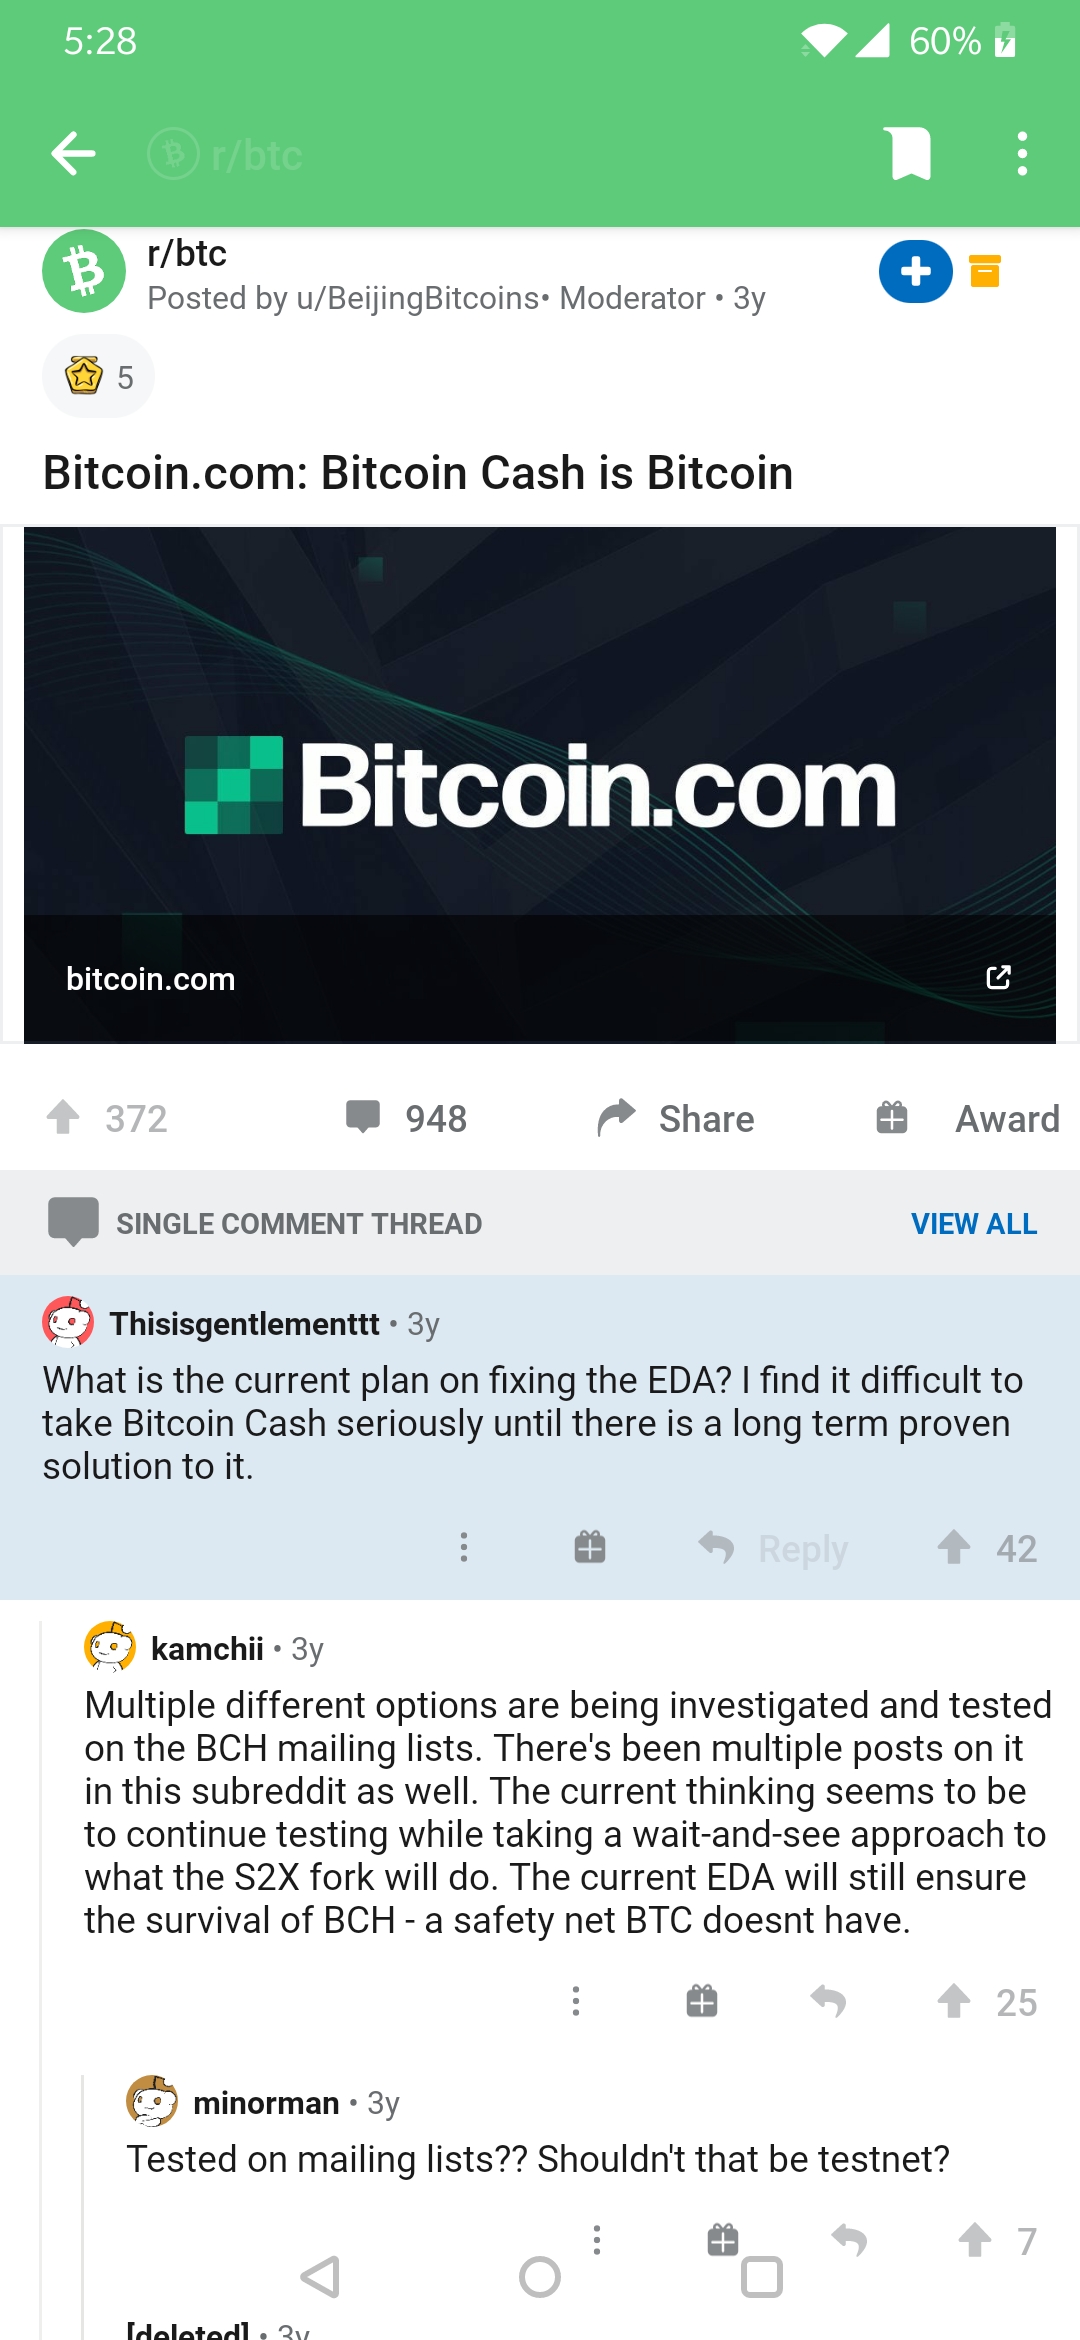 5:28
60%
r/btc
r/btc
Posted by u/BeijingBitcoins• Moderator • 3y
5
Bitcoin.com: Bitcoin Cash is Bitcoin
Bitcoin.com
bitcoin.com
372
948
Share
Award
SINGLE COMMENT THREAD
VIEW ALL
Thisisgentlementtt • 3y
What is the current plan on fixing the EDA? I find it difficult to
take Bitcoin Cash seriously until there is a long term proven
solution to it.
Reply
42
kamchii • 3y
Multiple different options are being investigated and tested
on the BCH mailing lists. There's been multiple posts on it
in this subreddit as well. The current thinking seems to be
to continue testing while taking a wait-and-see approach to
what the S2X fork will do. The current EDA will still ensure
the survival of BCH - a safety net BTC doesnt have.
25
minorman • 3y
Tested on mailing lists?? Shouldn't that be testnet?
7
[deleted] • 3y